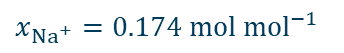 x_Na⁺ = 0.174 mol mol⁻¹